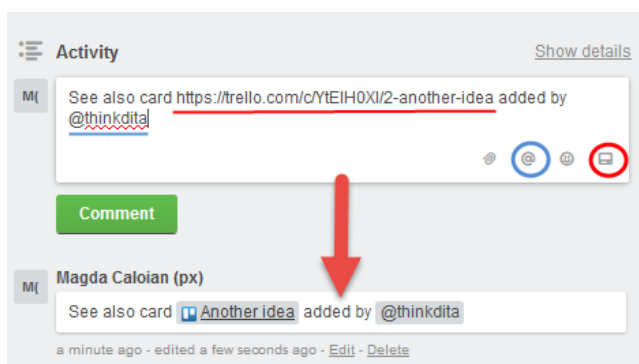 Activity
Show details
M(
See also card https://trello.com/c/YtEIH0XI/2-another-idea added by
@thinkdita
@
Comment
Magda Caloian (px)
M(
See also card Another idea added by @thinkdita
a minute ago - edited a few seconds ago - Edit - Delete